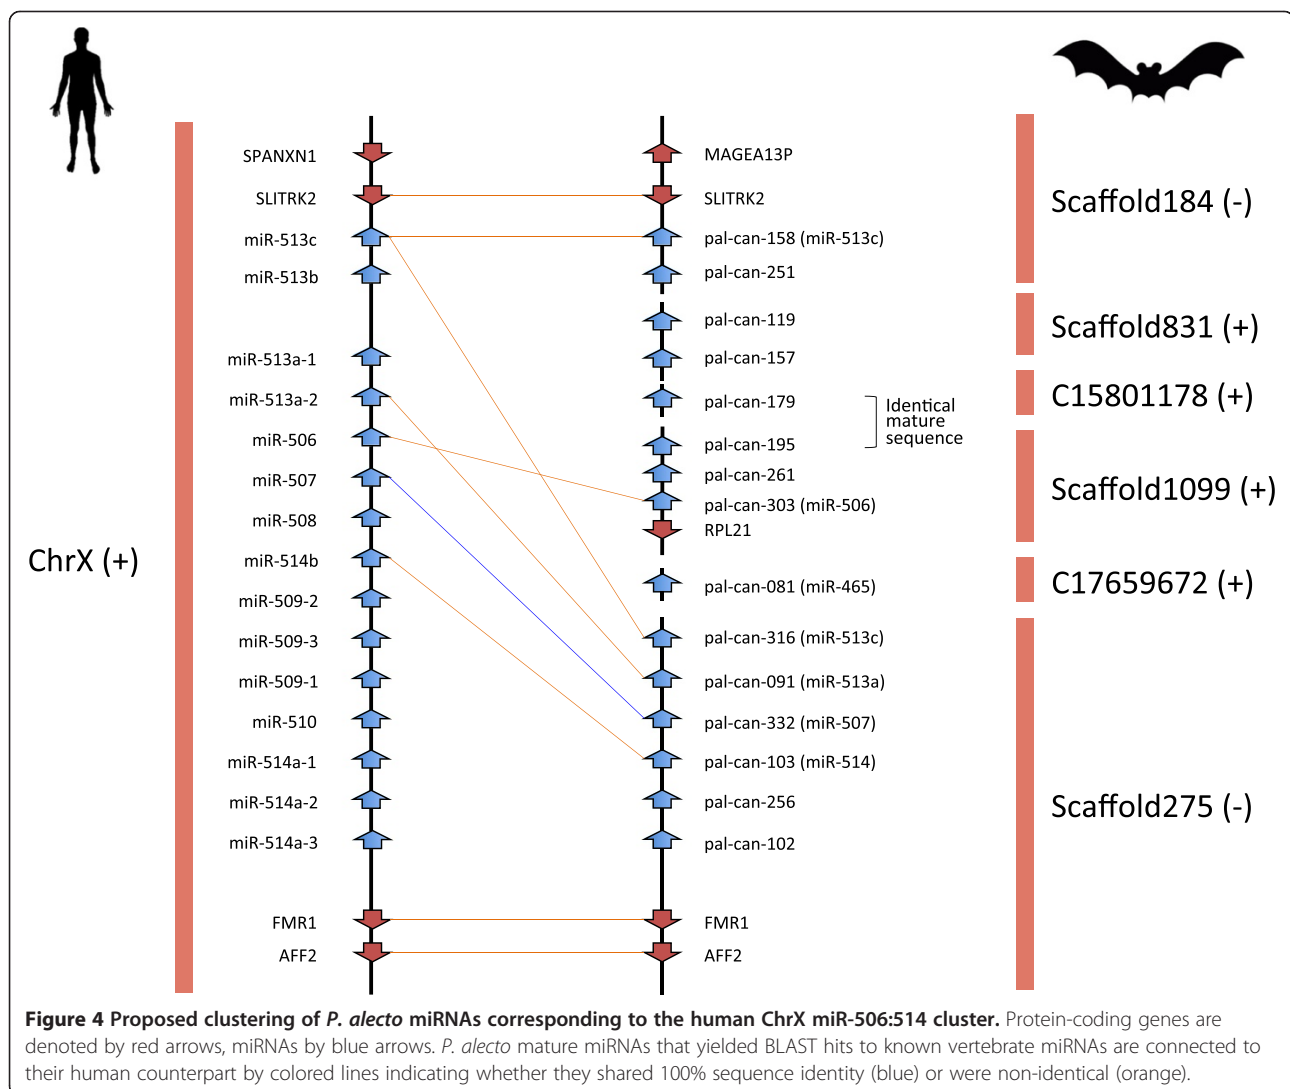 SPANXN1
SLITRK2
miR-513c
miR-513b
miR-513a-1
miR-513a-2
miR-506
miR-507
miR-508
miR-514b
miR-509-2
miR-509-3
miR-509-1
miR-510
miR-514a-1
miR-514a-2
miR-514a-3
FMR1
AFF2
ChrX (+)
MAGEA13P
SLITRK2
pal-can-158 (miR-513c)
pal-can-251
pal-can-119
pal-can-157
pal-can-179
pal-can-195
pal-can-261
pal-can-303 (miR-506)
RPL21
pal-can-081 (miR-465)
pal-can-316 (miR-513c)
pal-can-091 (miR-513a)
pal-can-332 (miR-507)
pal-can-103 (miR-514)
pal-can-256
pal-can-102
FMR1
AFF2
Identical
mature
sequence
Scaffold184 (-)
Scaffold831 (+)
C15801178 (+)
Scaffold1099 (+)
C17659672 (+)
Scaffold275 (-)
Figure 4 Proposed clustering of P. alecto miRNAs corresponding to the human ChrX miR-506:514 cluster. Protein-coding genes are
denoted by red arrows, miRNAs by blue arrows. P. alecto mature miRNAs that yielded BLAST hits to known vertebrate miRNAs are connected to
their human counterpart by colored lines indicating whether they shared 100% sequence identity (blue) or were non-identical (orange).